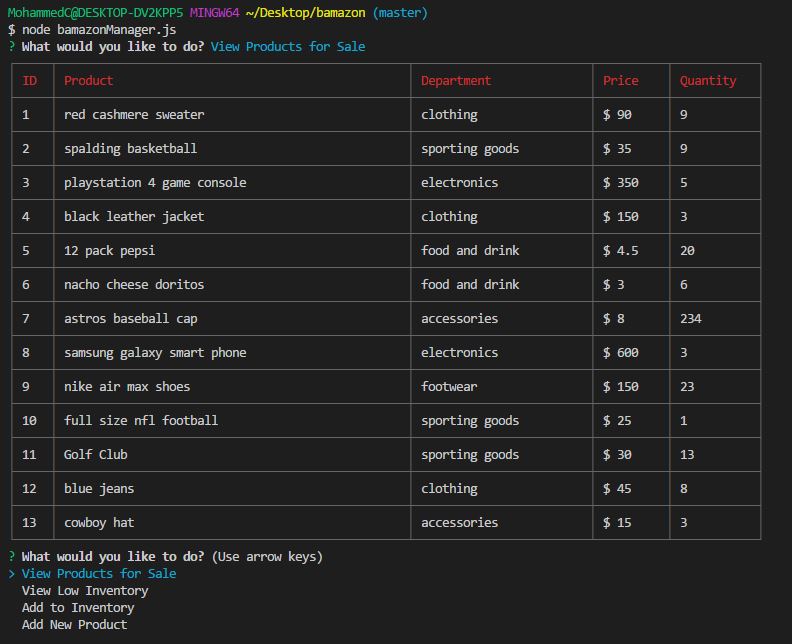 MohammedC@DESKTOP-DV2KPP5 MINGW64 ~/Desktop/bamazon (master)
$ node bamazonManager.js
? What would you like to do? View Products for Sale
ID Product Department Price Quantity
1 red cashmere sweater clothing $ 90 9
2 spalding basketball sporting goods $ 35 9
3 playstation 4 game console electronics $ 350 5
4 black leather jacket clothing $ 150 3
5 12 pack pepsi food and drink $ 4.5 20
6 nacho cheese doritos food and drink $ 3 6
7 astros baseball cap accessories $ 8 234
8 samsung galaxy smart phone electronics $ 600 3
9 nike air max shoes footwear $ 150 23
10 full size nfl football sporting goods $ 25 1
11 Golf Club sporting goods $ 30 13
12 blue jeans clothing $ 45 8
13 cowboy hat accessories $ 15 3
? What would you like to do? (Use arrow keys)
> View Products for Sale
View Low Inventory
Add to Inventory
Add New Product